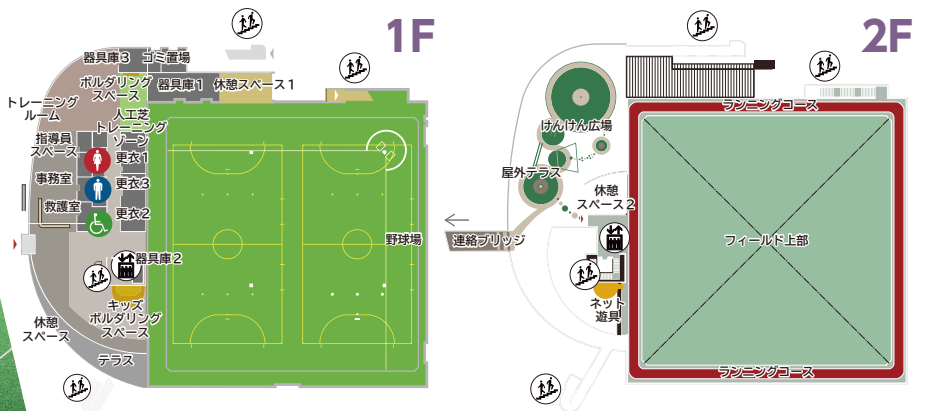 1F
器具庫3
ゴミ置場
ボルダリング
スペース
器具庫1
休憩スペース1
トレーニング
ルーム
人工芝
トレーニング
ゾーン
指導員
スペース
更衣1
事務室
更衣3
救護室
更衣2
野球場
器具庫2
キッズ
ボルダリング
スペース
休憩
スペース
テラス
2F
ランニングコース
けんけん広場
屋外テラス
休憩
スペース2
連絡ブリッジ
フィールド上部
ネット
遊具
ランニングコース